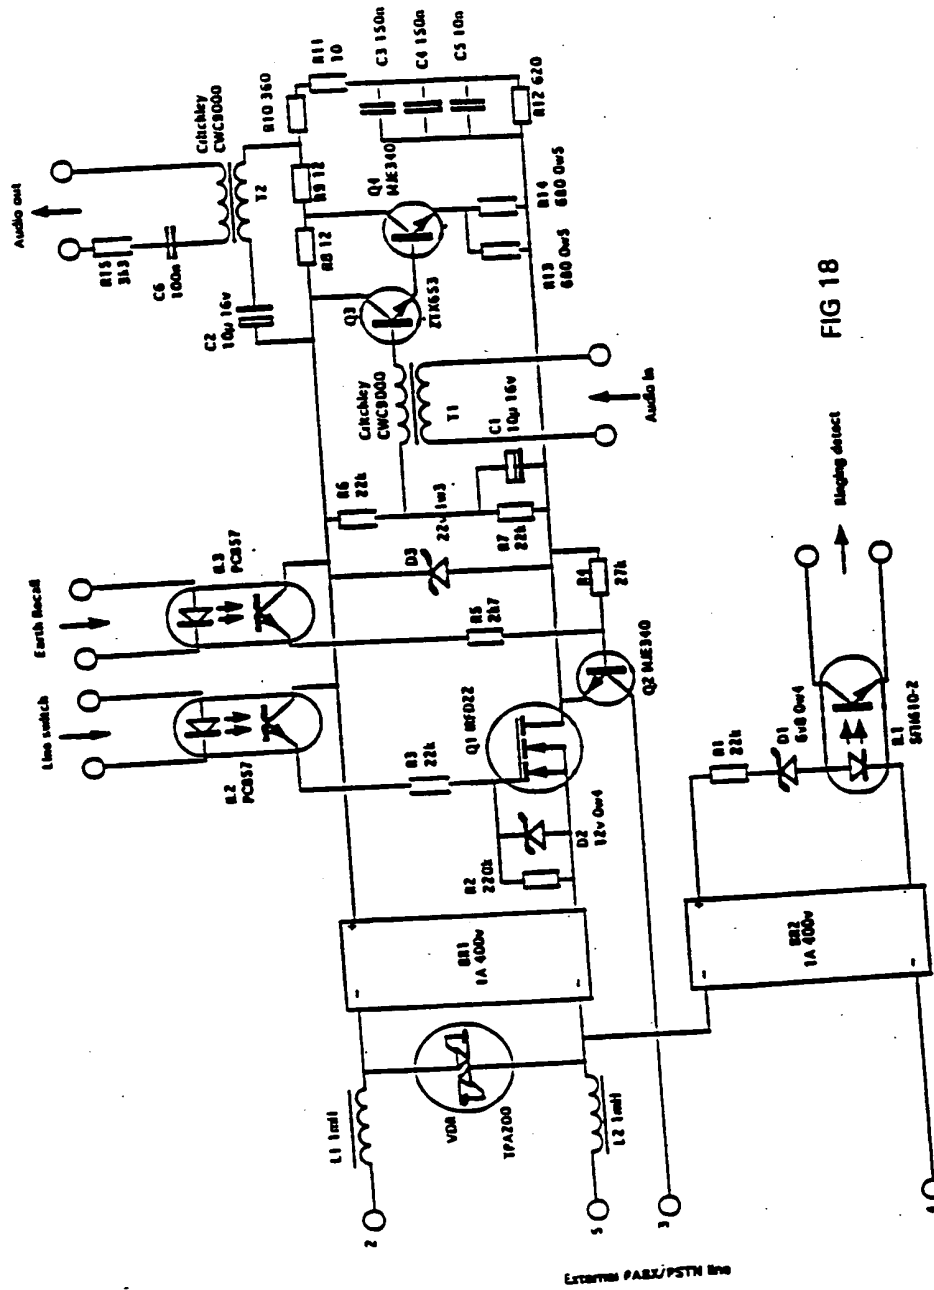 Audio out
R15
3k3
C6
100n
Critchley
CWC9000
T2
C2
10µ 16v
R10 360
R11
10
C3 150n
C4 150n
C5 10n
R9 12
R8 12
R12 620
Q4
MJE340
Q3
ZTX653
R14
680 0w5
R13
680 0w5
Critchley
CWC9000
T1
C1
10µ 16v
Audio in
FIG 18
Earth Recall
IL3
PC857
Line switch
IL2
PC857
R6
22k
22v 1w3
D3
R7
22k
R5
2k7
R4
27k
Q2 MJE340
R3
22k
Q1 IRFD22
R2
220k
D2
12v 0w4
BR1
1A 400v
+
-
-
-
VDR
TPA200
L1 1mH
L2 1mH
2
5
3
4
External PABX/PSTN line
BR2
1A 400v
+
-
-
-
R1
22k
D1
6v8 0w4
IL1
SFH610-2
Ringing detect